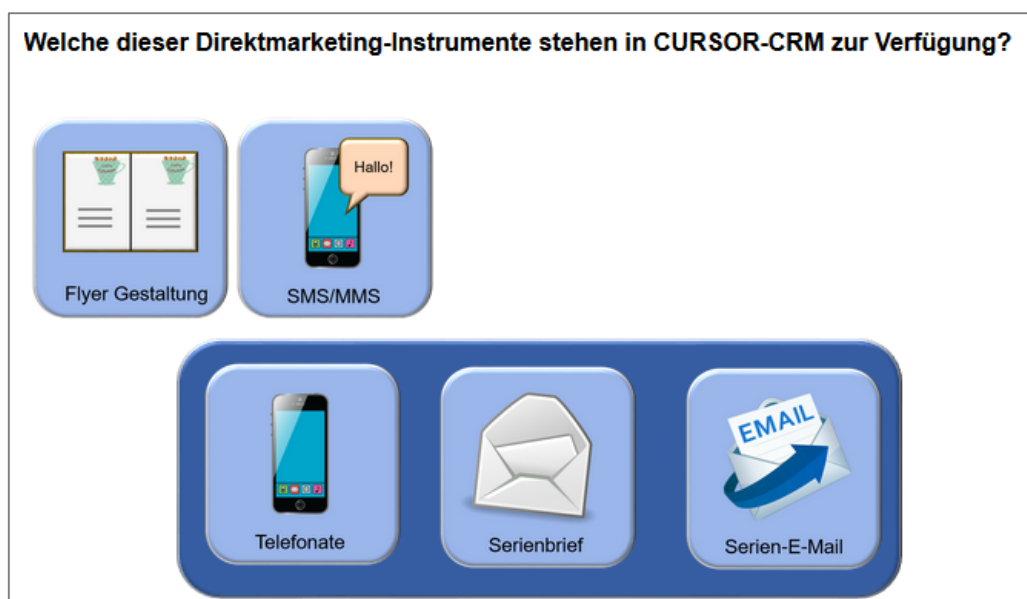 Welche dieser Direktmarketing-Instrumente stehen in CURSOR-CRM zur Verfügung?
Hallo!
Flyer Gestaltung
SMS/MMS
EMAIL
Telefonate
Serienbrief
Serien-E-Mail